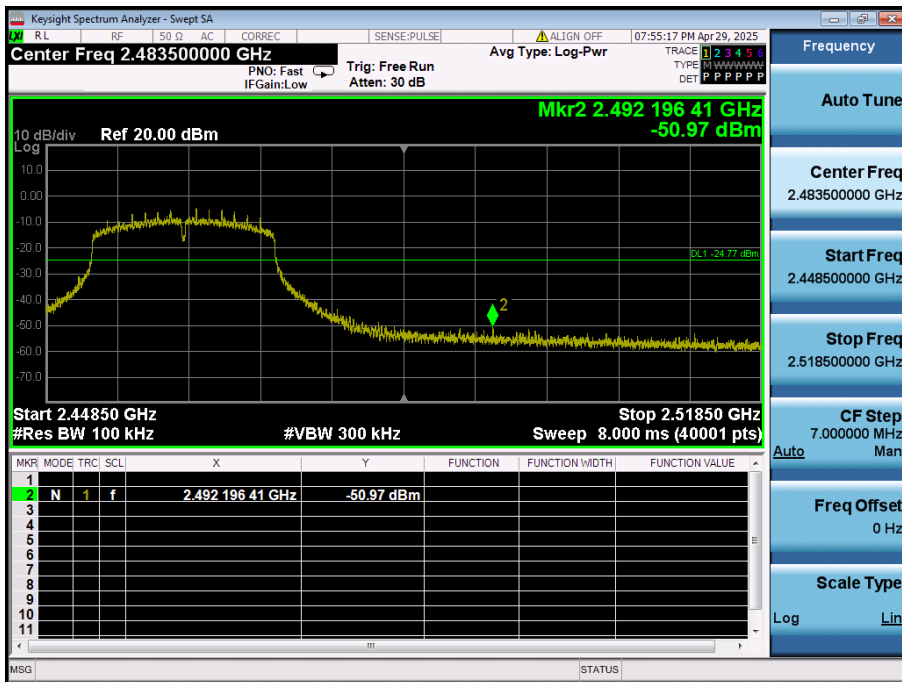 Keysight Spectrum Analyzer - Swept SA
LXI RL RF 50 Ω AC CORREC SENSE:PULSE ALIGN OFF 07:55:17 PM Apr 29, 2025
Center Freq 2.483500000 GHz
PNO: Fast
IFGain:Low
Trig: Free Run
Atten: 30 dB
Avg Type: Log-Pwr
TRACE 1 2 3 4 5 6
TYPE M W W W W W
DET P P P P P P
Mkr2 2.492 196 41 GHz
-50.97 dBm
10 dB/div Ref 20.00 dBm
Log
10.0
0.00
-10.0
-20.0
-30.0
-40.0
-50.0
-60.0
-70.0
DL1 -24.77 dBm
2
Start 2.44850 GHz Stop 2.51850 GHz
#Res BW 100 kHz #VBW 300 kHz Sweep 8.000 ms (40001 pts)
MKR MODE TRC SCL X Y FUNCTION FUNCTION WIDTH FUNCTION VALUE
1
2 N 1 f 2.492 196 41 GHz -50.97 dBm
3
4
5
6
7
8
9
10
11
MSG STATUS
Frequency
Auto Tune
Center Freq
2.483500000 GHz
Start Freq
2.448500000 GHz
Stop Freq
2.518500000 GHz
CF Step
7.000000 MHz
Auto Man
Freq Offset
0 Hz
Scale Type
Log Lin